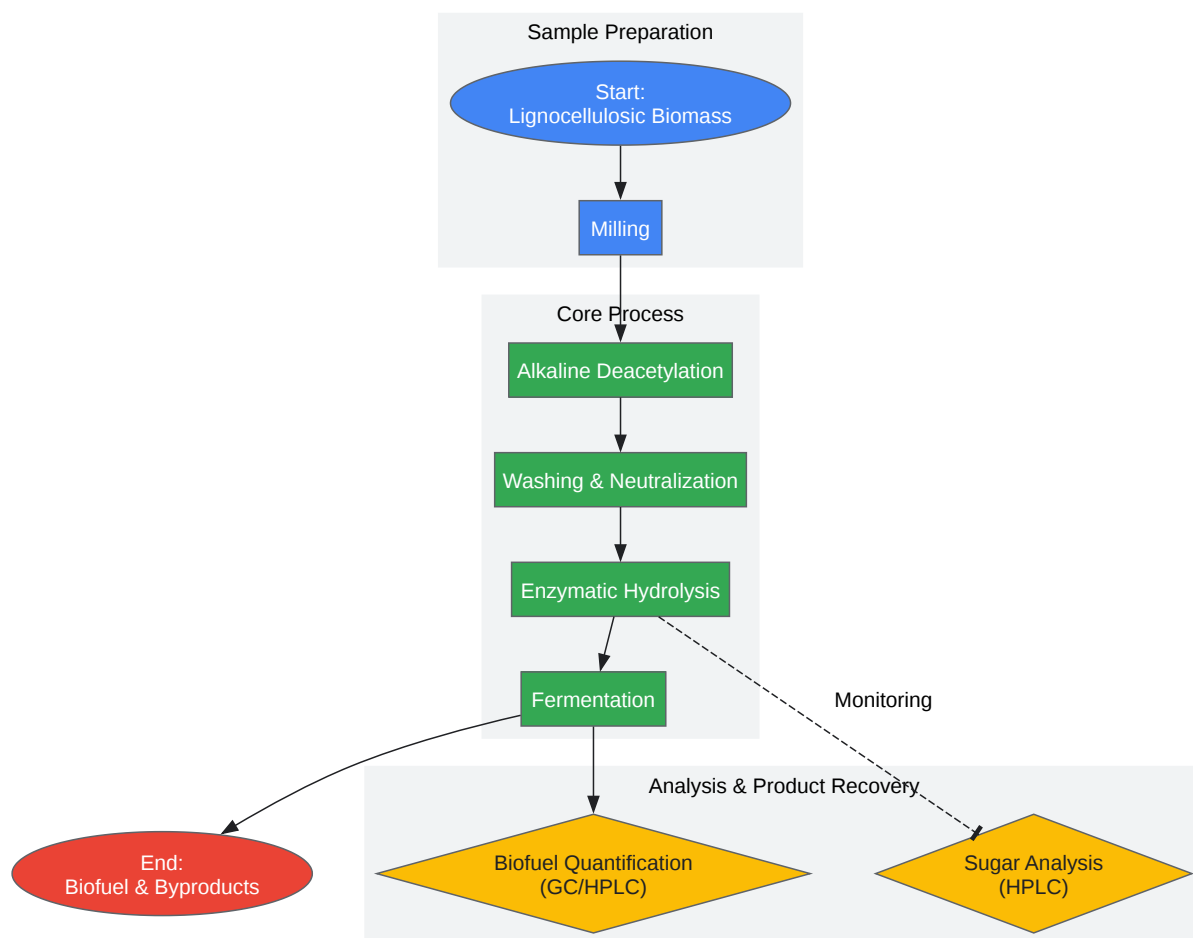 Sample Preparation
Start:
Lignocellulosic Biomass
Milling
Core Process
Alkaline Deacetylation
Washing & Neutralization
Enzymatic Hydrolysis
Fermentation
Monitoring
Analysis & Product Recovery
End:
Biofuel & Byproducts
Biofuel Quantification
(GC/HPLC)
Sugar Analysis
(HPLC)